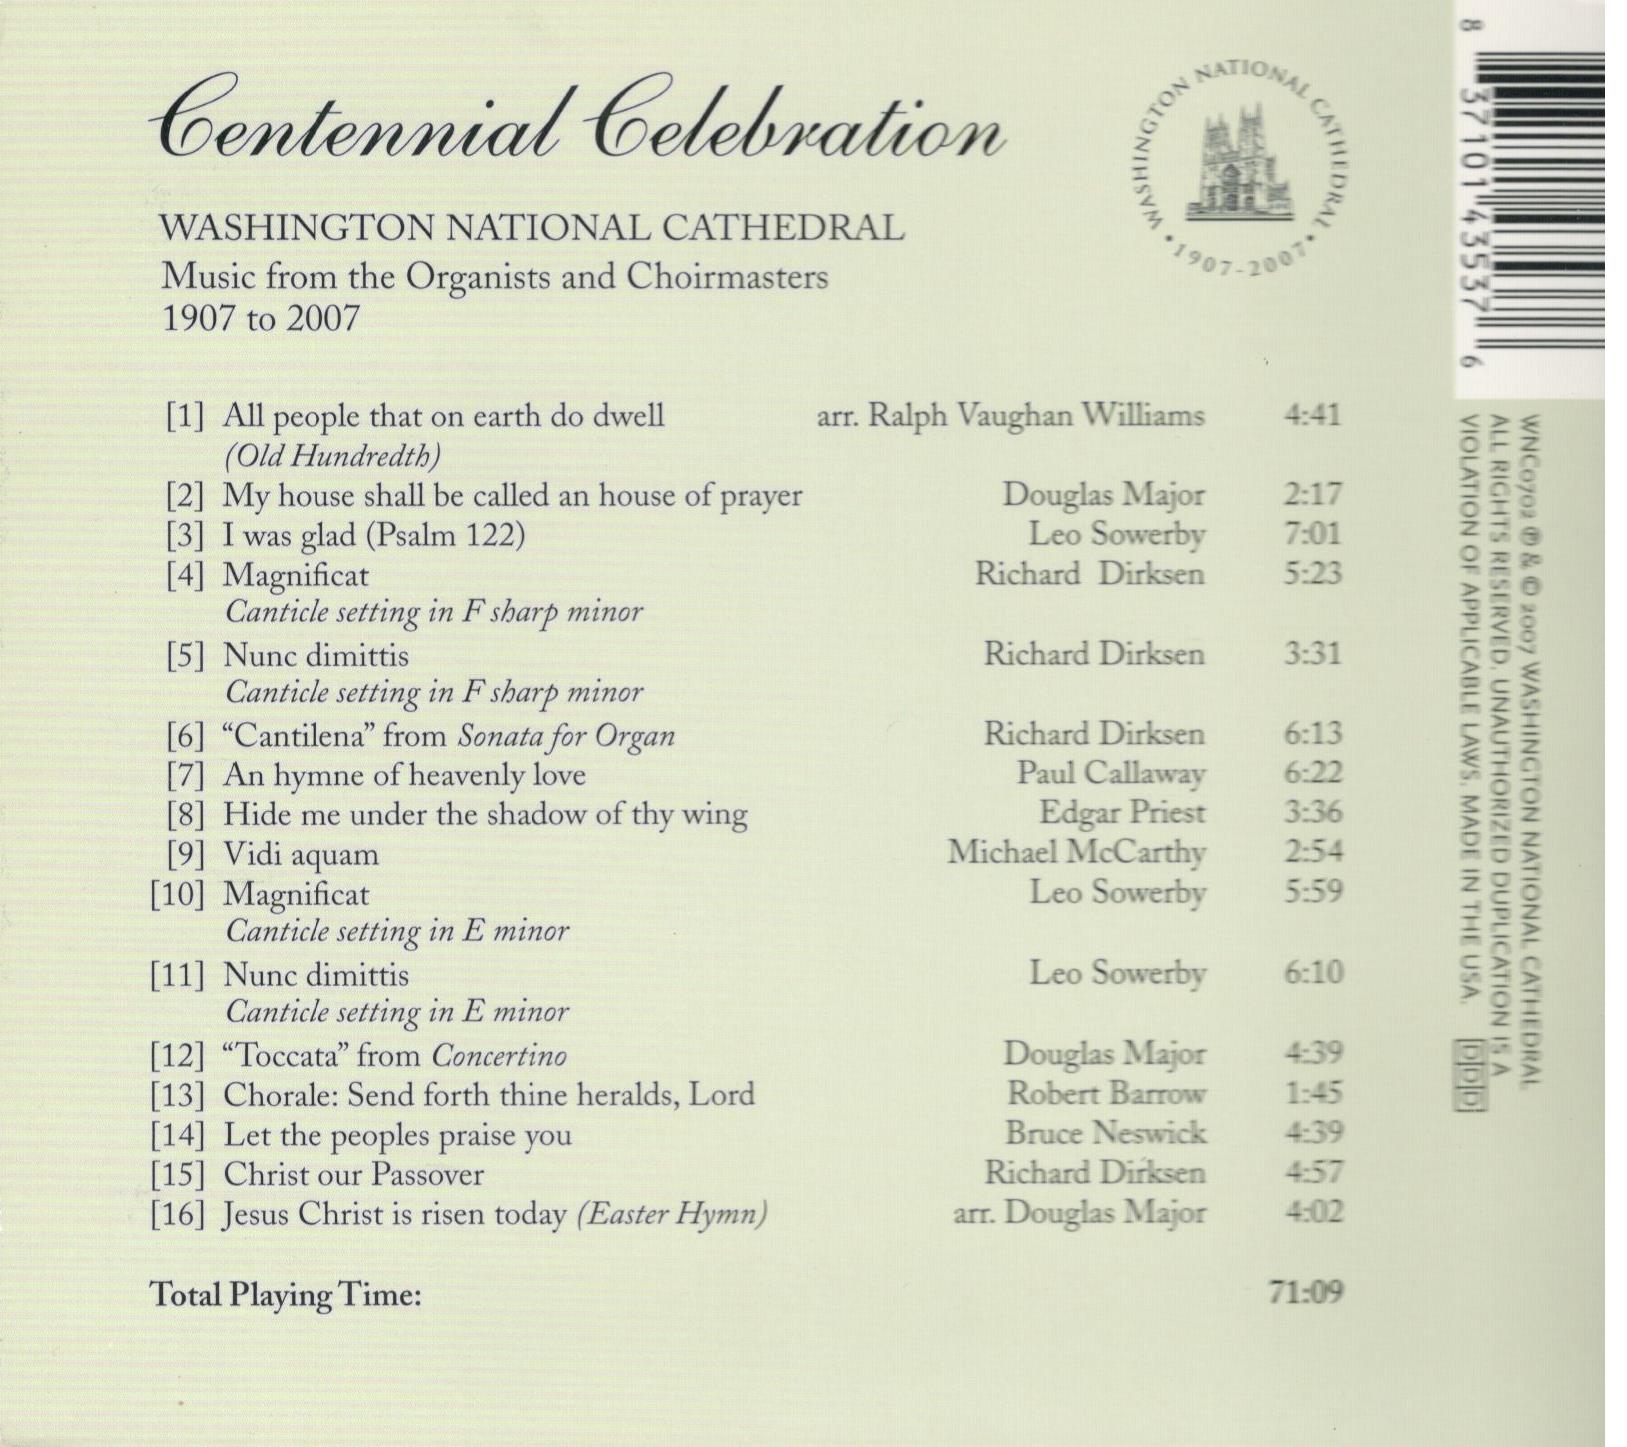 Centennial Celebration
WASHINGTON NATIONAL CATHEDRAL • 1907-2007 •
WASHINGTON NATIONAL CATHEDRAL
Music from the Organists and Choirmasters
1907 to 2007
[1] All people that on earth do dwell arr. Ralph Vaughan Williams 4:41
(Old Hundredth)
[2] My house shall be called an house of prayer Douglas Major 2:17
[3] I was glad (Psalm 122) Leo Sowerby 7:01
[4] Magnificat Richard Dirksen 5:23
Canticle setting in F sharp minor
[5] Nunc dimittis Richard Dirksen 3:31
Canticle setting in F sharp minor
[6] “Cantilena” from Sonata for Organ Richard Dirksen 6:13
[7] An hymne of heavenly love Paul Callaway 6:22
[8] Hide me under the shadow of thy wing Edgar Priest 3:36
[9] Vidi aquam Michael McCarthy 2:54
[10] Magnificat Leo Sowerby 5:59
Canticle setting in E minor
[11] Nunc dimittis Leo Sowerby 6:10
Canticle setting in E minor
[12] “Toccata” from Concertino Douglas Major 4:39
[13] Chorale: Send forth thine heralds, Lord Robert Barrow 1:45
[14] Let the peoples praise you Bruce Neswick 4:39
[15] Christ our Passover Richard Dirksen 4:57
[16] Jesus Christ is risen today (Easter Hymn) arr. Douglas Major 4:02
Total Playing Time: 71:09
8 37101 43537 6
WNC0702 ℗ & © 2007 WASHINGTON NATIONAL CATHEDRAL
ALL RIGHTS RESERVED. UNAUTHORIZED DUPLICATION IS A
VIOLATION OF APPLICABLE LAWS. MADE IN THE USA. DDD